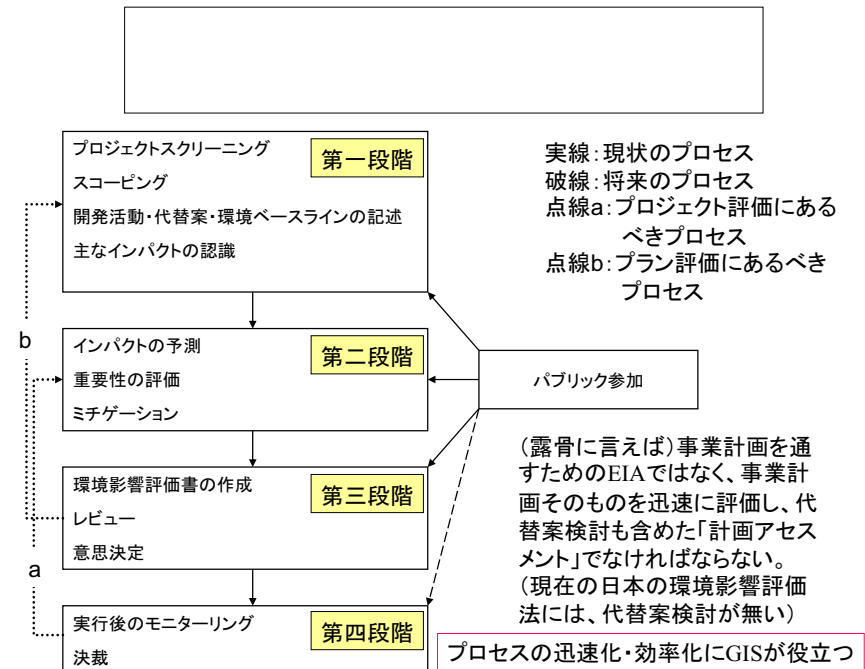 プロジェクトスクリーニング
第一段階
スコーピング
開発活動・代替案・環境ベースラインの記述
主なインパクトの認識
実線：現状のプロセス
破線：将来のプロセス
点線a：プロジェクト評価にある
べきプロセス
点線b：プラン評価にあるべき
プロセス
b
インパクトの予測
第二段階
重要性の評価
ミチゲーション
パブリック参加
環境影響評価書の作成
第三段階
レビュー
意思決定
a
(露骨に言えば)事業計画を通
すためのEIAではなく、事業計
画そのものを迅速に評価し、代
替案検討も含めた「計画アセス
メント」でなければならない。
(現在の日本の環境影響評価
法には、代替案検討が無い)
実行後のモニターリング
第四段階
決裁
プロセスの迅速化・効率化にGISが役立つ